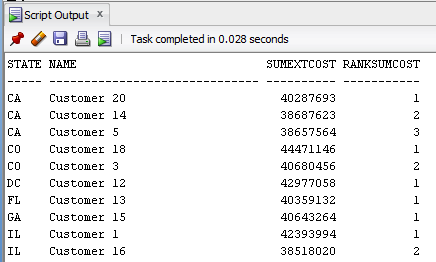 Script Output x
Task completed in 0.028 seconds
STATE NAME SUMEXTCOST RANKSUMCOST
----- ------------------------------ ---------- -----------
CA Customer 20 40287693 1
CA Customer 14 38687623 2
CA Customer 5 38657564 3
CO Customer 18 44471146 1
CO Customer 3 40680456 2
DC Customer 12 42977058 1
FL Customer 13 40359132 1
GA Customer 15 40643264 1
IL Customer 1 42393994 1
IL Customer 16 38518020 2